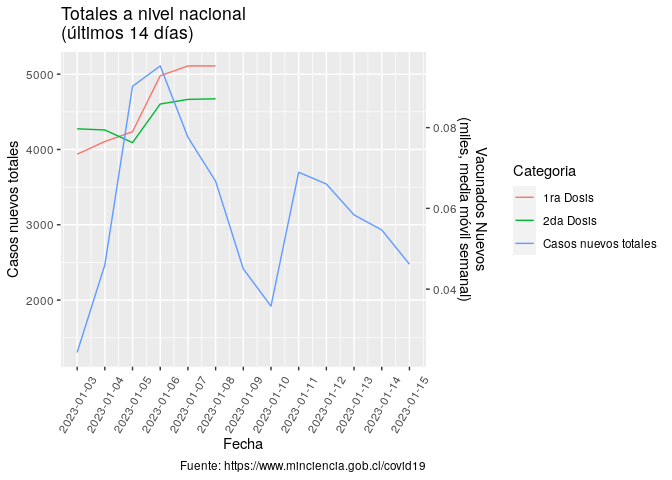 Totales a nivel nacional
(últimos 14 días)
Casos nuevos totales
5000
4000
3000
2000
0.08
0.06
0.04
Vacunados Nuevos
(miles, media móvil semanal)
2023-01-03
2023-01-04
2023-01-05
2023-01-06
2023-01-07
2023-01-08
2023-01-09
2023-01-10
2023-01-11
2023-01-12
2023-01-13
2023-01-14
2023-01-15
Fecha
Categoria
1ra Dosis
2da Dosis
Casos nuevos totales
Fuente: https://www.minciencia.gob.cl/covid19